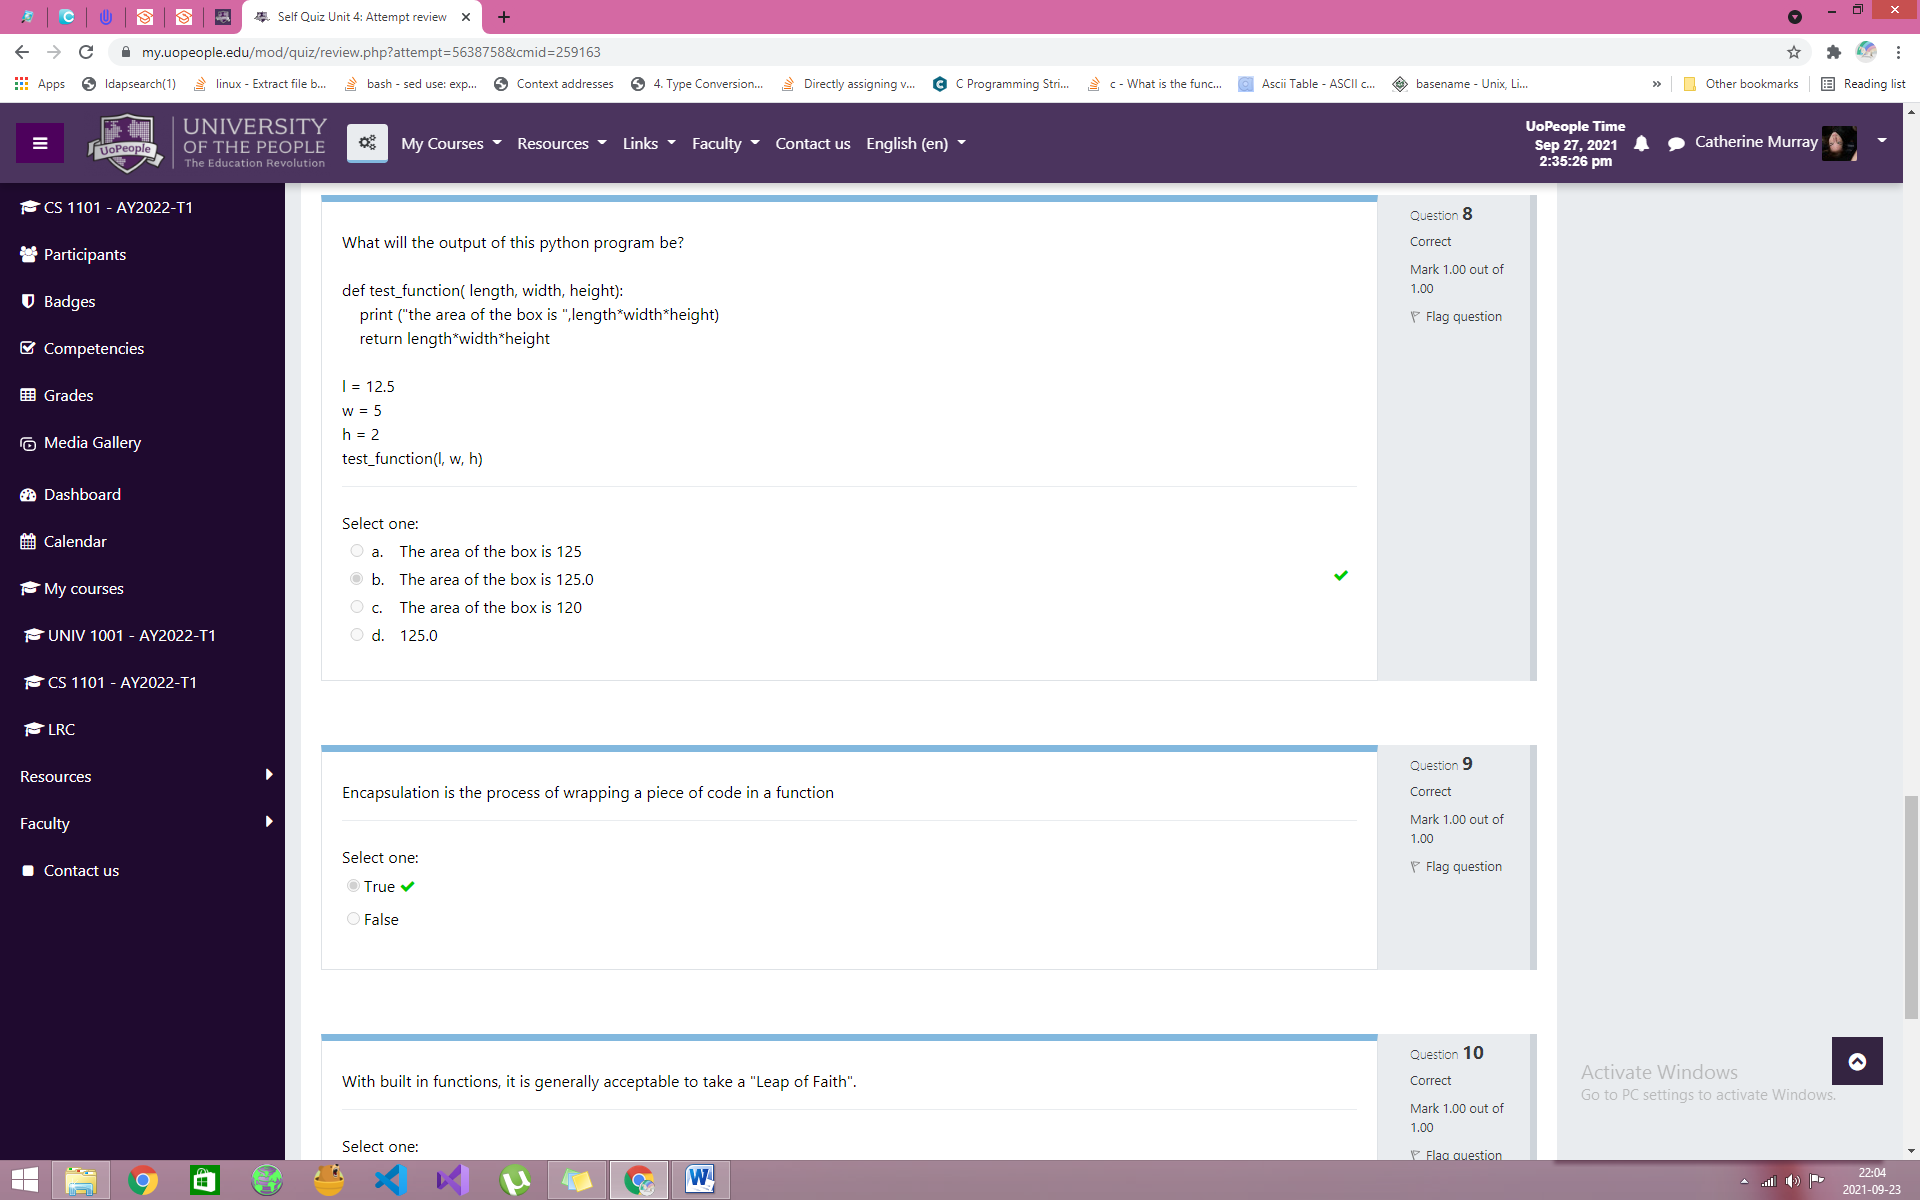 Self Quiz Unit 4: Attempt review
my.uopeople.edu/mod/quiz/review.php?attempt=5638758&cmid=259163
Apps
ldapsearch(1)
linux - Extract file b...
bash - sed use: exp...
Context addresses
4. Type Conversion...
Directly assigning v...
C Programming Stri...
c - What is the func...
Ascii Table - ASCII c...
basename - Unix, Li...
»
Other bookmarks
Reading list
UoPeople
UNIVERSITY
OF THE PEOPLE
The Education Revolution
My Courses
Resources
Links
Faculty
Contact us
English (en)
UoPeople Time
Sep 27, 2021
2:35:26 pm
Catherine Murray
CS 1101 - AY2022-T1
Participants
Badges
Competencies
Grades
Media Gallery
Dashboard
Calendar
My courses
UNIV 1001 - AY2022-T1
CS 1101 - AY2022-T1
LRC
Resources
Faculty
Contact us
What will the output of this python program be?
def test_function( length, width, height):
print ("the area of the box is ",length*width*height)
return length*width*height
l = 12.5
w = 5
h = 2
test_function(l, w, h)
Select one:
a. The area of the box is 125
b. The area of the box is 125.0
c. The area of the box is 120
d. 125.0
Question 8
Correct
Mark 1.00 out of
1.00
Flag question
Encapsulation is the process of wrapping a piece of code in a function
Select one:
True
False
Question 9
Correct
Mark 1.00 out of
1.00
Flag question
With built in functions, it is generally acceptable to take a "Leap of Faith".
Select one:
Question 10
Correct
Mark 1.00 out of
1.00
Flag question
Activate Windows
Go to PC settings to activate Windows.
22:04
2021-09-23